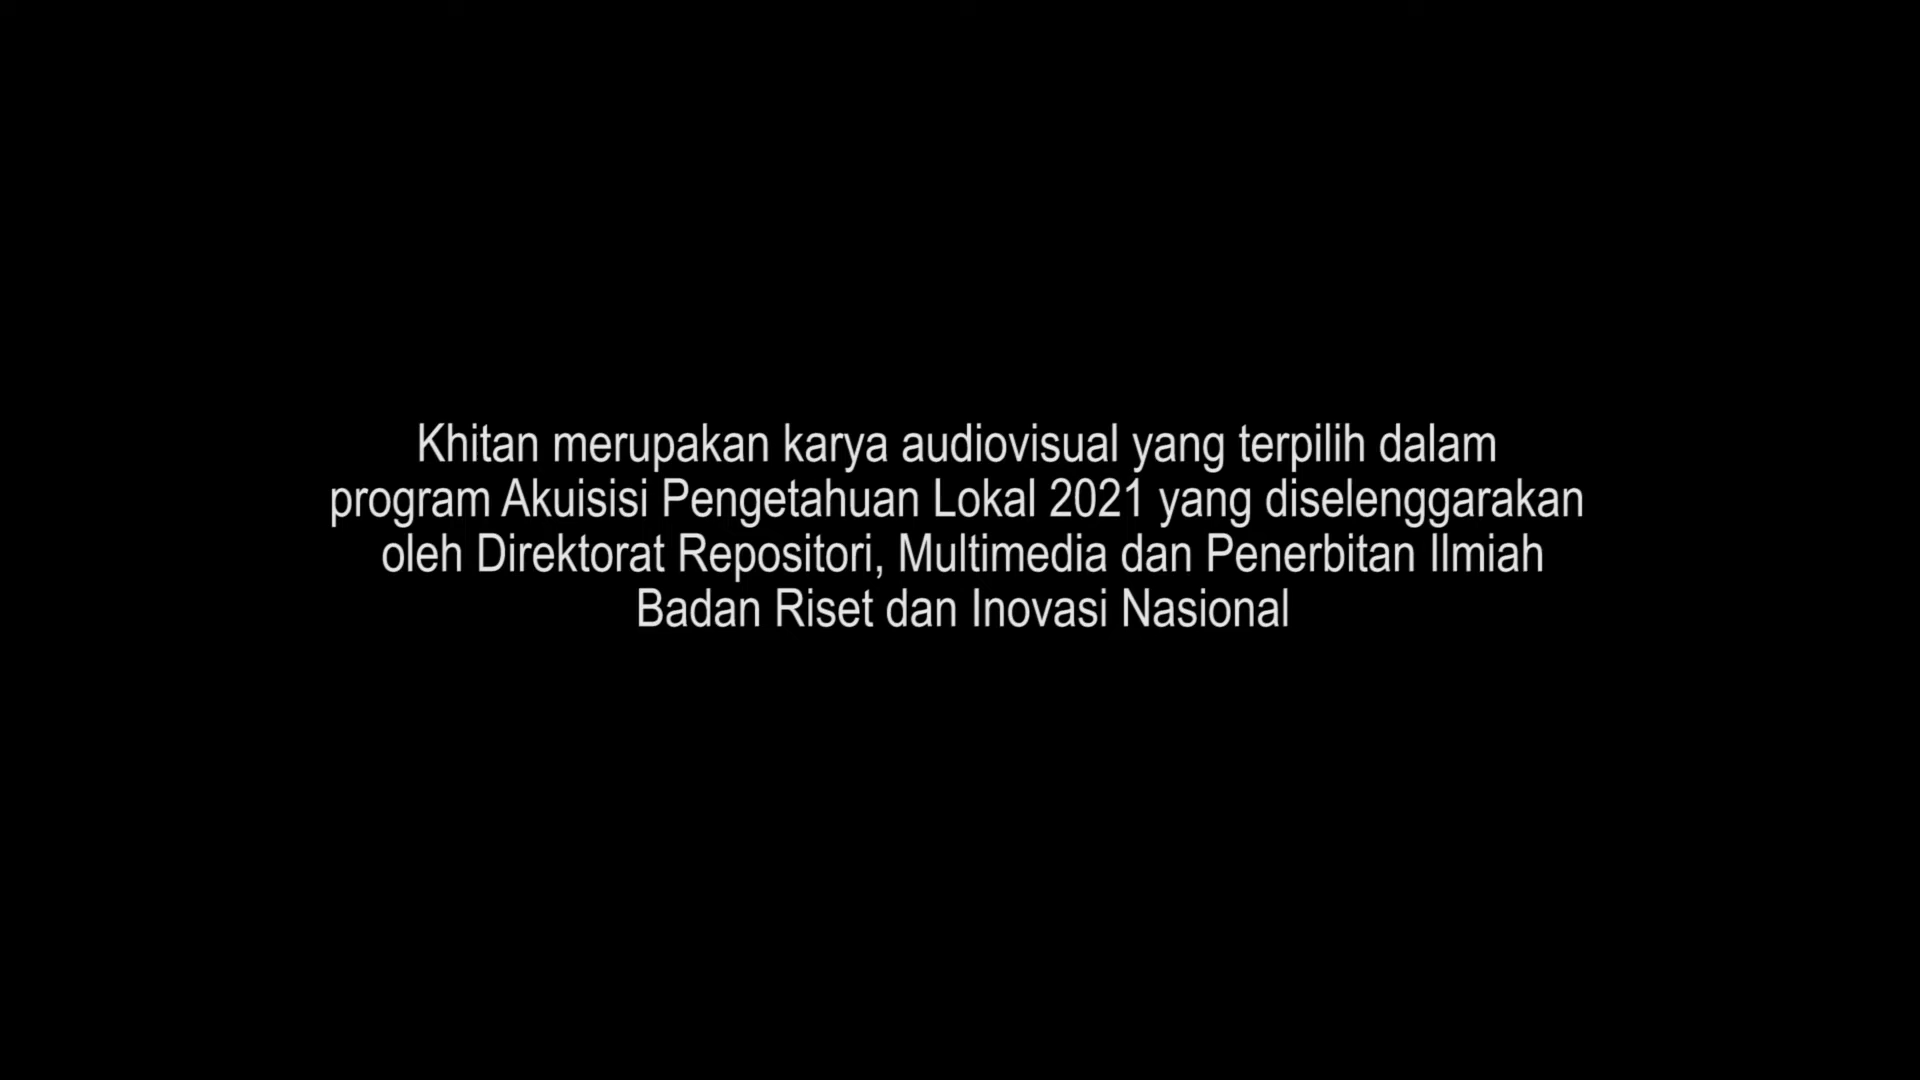 Khitan merupakan karya audiovisual yang terpilih dalam
program Akuisisi Pengetahuan Lokal 2021 yang diselenggarakan
oleh Direktorat Repositori, Multimedia dan Penerbitan Ilmiah
Badan Riset dan Inovasi Nasional